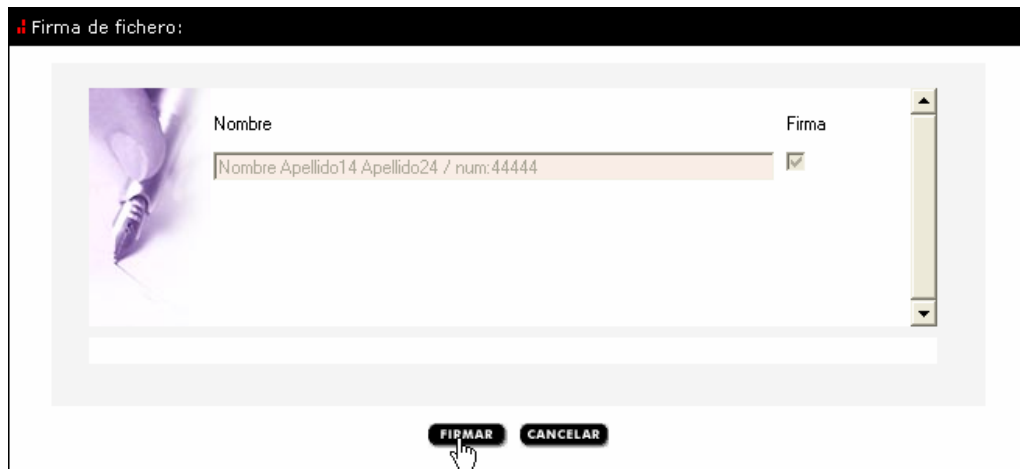 Firma de fichero:
Nombre Firma
Nombre Apellido14 Apellido24 / num:44444
FIRMAR CANCELAR